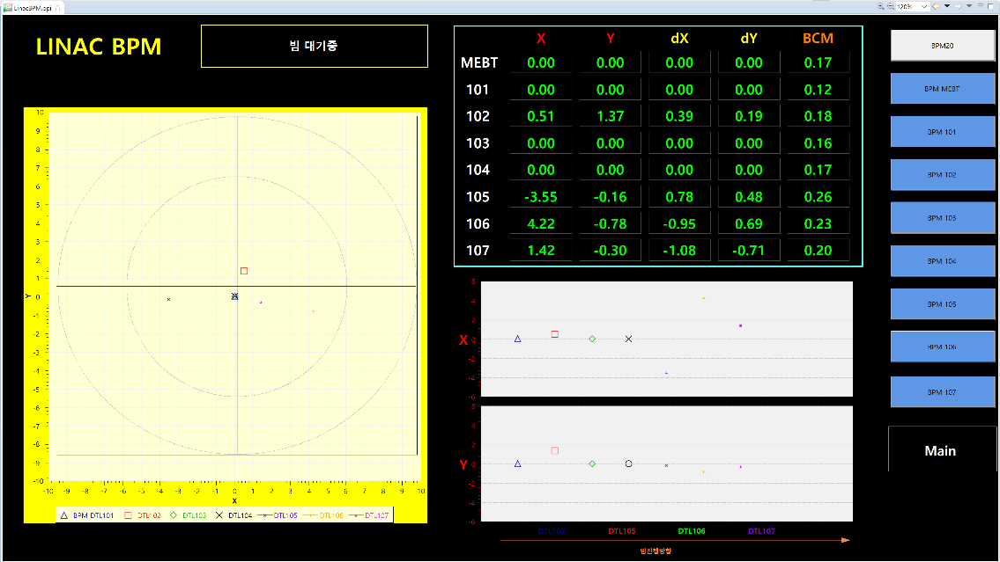 LinacBPM.opi
120%
LINAC BPM
빔 대기중
X Y dX dY BCM
MEBT 0.00 0.00 0.00 0.00 0.17
101 0.00 0.00 0.00 0.00 0.12
102 0.51 1.37 0.39 0.19 0.18
103 0.00 0.00 0.00 0.00 0.16
104 0.00 0.00 0.00 0.00 0.17
105 -3.55 -0.16 0.78 0.48 0.26
106 4.22 -0.78 -0.95 0.69 0.23
107 1.42 -0.30 -1.08 -0.71 0.20
BPM20
BPM MEBT
BPM 101
BPM 102
BPM 103
BPM 104
BPM 105
BPM 106
BPM 107
Main
10
9
8
7
6
5
4
3
2
1
0
-1
-2
-3
-4
-5
-6
-7
-8
-9
-10
Y
-10 -9 -8 -7 -6 -5 -4 -3 -2 -1 0 1 2 3 4 5 6 7 8 9 10
X
BPM DTL101 DTL102 DTL103 DTL104 DTL105 DTL106 DTL107
X
6
4
2
0
-2
-4
-6
Y
6
4
2
0
-2
-4
-6
DTL102 DTL105 DTL106 DTL107
빔진행방향